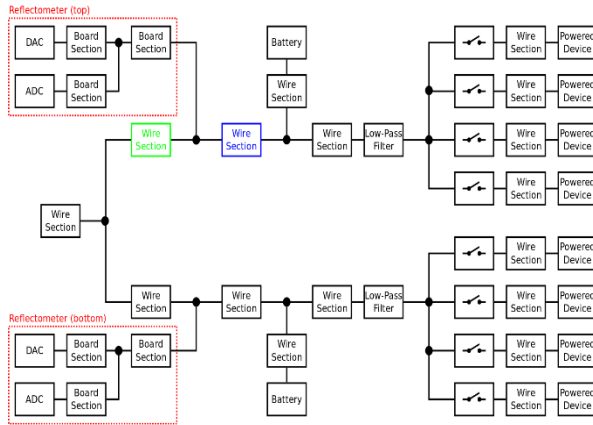 Reflectometer (top)
DAC
Board
Section
Board
Section
ADC
Board
Section
Battery
Wire
Section
Wire
Section
Wire
Section
Wire
Section
Low-Pass
Filter
Wire
Section
Powered
Device
Wire
Section
Powered
Device
Wire
Section
Powered
Device
Wire
Section
Powered
Device
Wire
Section
Wire
Section
Wire
Section
Wire
Section
Low-Pass
Filter
Wire
Section
Powered
Device
Wire
Section
Powered
Device
Wire
Section
Powered
Device
Wire
Section
Powered
Device
Reflectometer (bottom)
DAC
Board
Section
Board
Section
ADC
Board
Section
Wire
Section
Battery